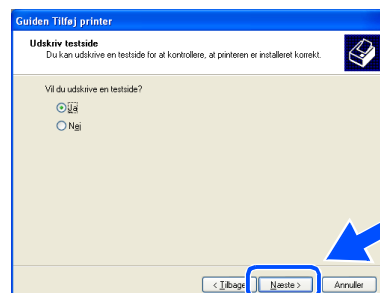 Guiden Tilføj printer
Udskriv testside
Du kan udskrive en testside for at kontrollere, at printeren er installeret korrekt.
Vil du udskrive en testside?
Ja
Nej
< Tilbage
Næste >
Annuller